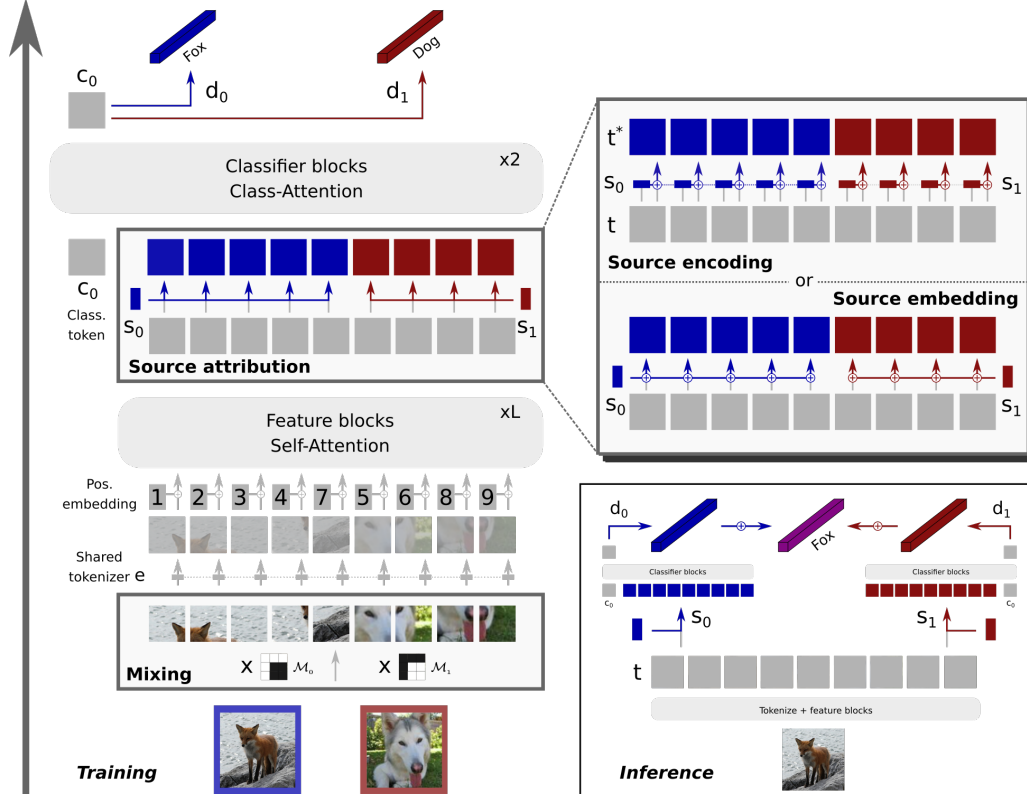 Fox
Dog
c0
d0
d1
Classifier blocks
Class-Attention
x2
c0
Class.
token
s0
s1
Source attribution
Feature blocks
Self-Attention
xL
Pos.
embedding
1 2 3 4 7 5 6 8 9
Shared
tokenizer e
x M0
x M1
Mixing
Training
t*
s0
s1
t
Source encoding
or
Source embedding
s0
s1
d0
d1
Fox
Classifier blocks
Classifier blocks
c0
c0
s0
s1
t
Tokenize + feature blocks
Inference